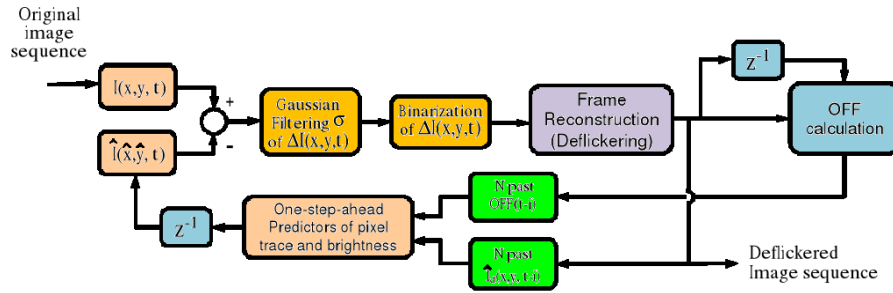 Original
image
sequence
I(x,y, t)
+
-
Î(x̂,ŷ, t)
Gaussian
Filtering σ
of ΔI(x,y,t)
Binarization
of ΔI(x,y,t)
Frame
Reconstruction
(Deflickering)
z⁻¹
OFF
calculation
N past
OFF(t-i)
One-step-ahead
Predictors of pixel
trace and brightness
z⁻¹
N past
Î_G(x,y, t-i)
Deflickered
Image sequence